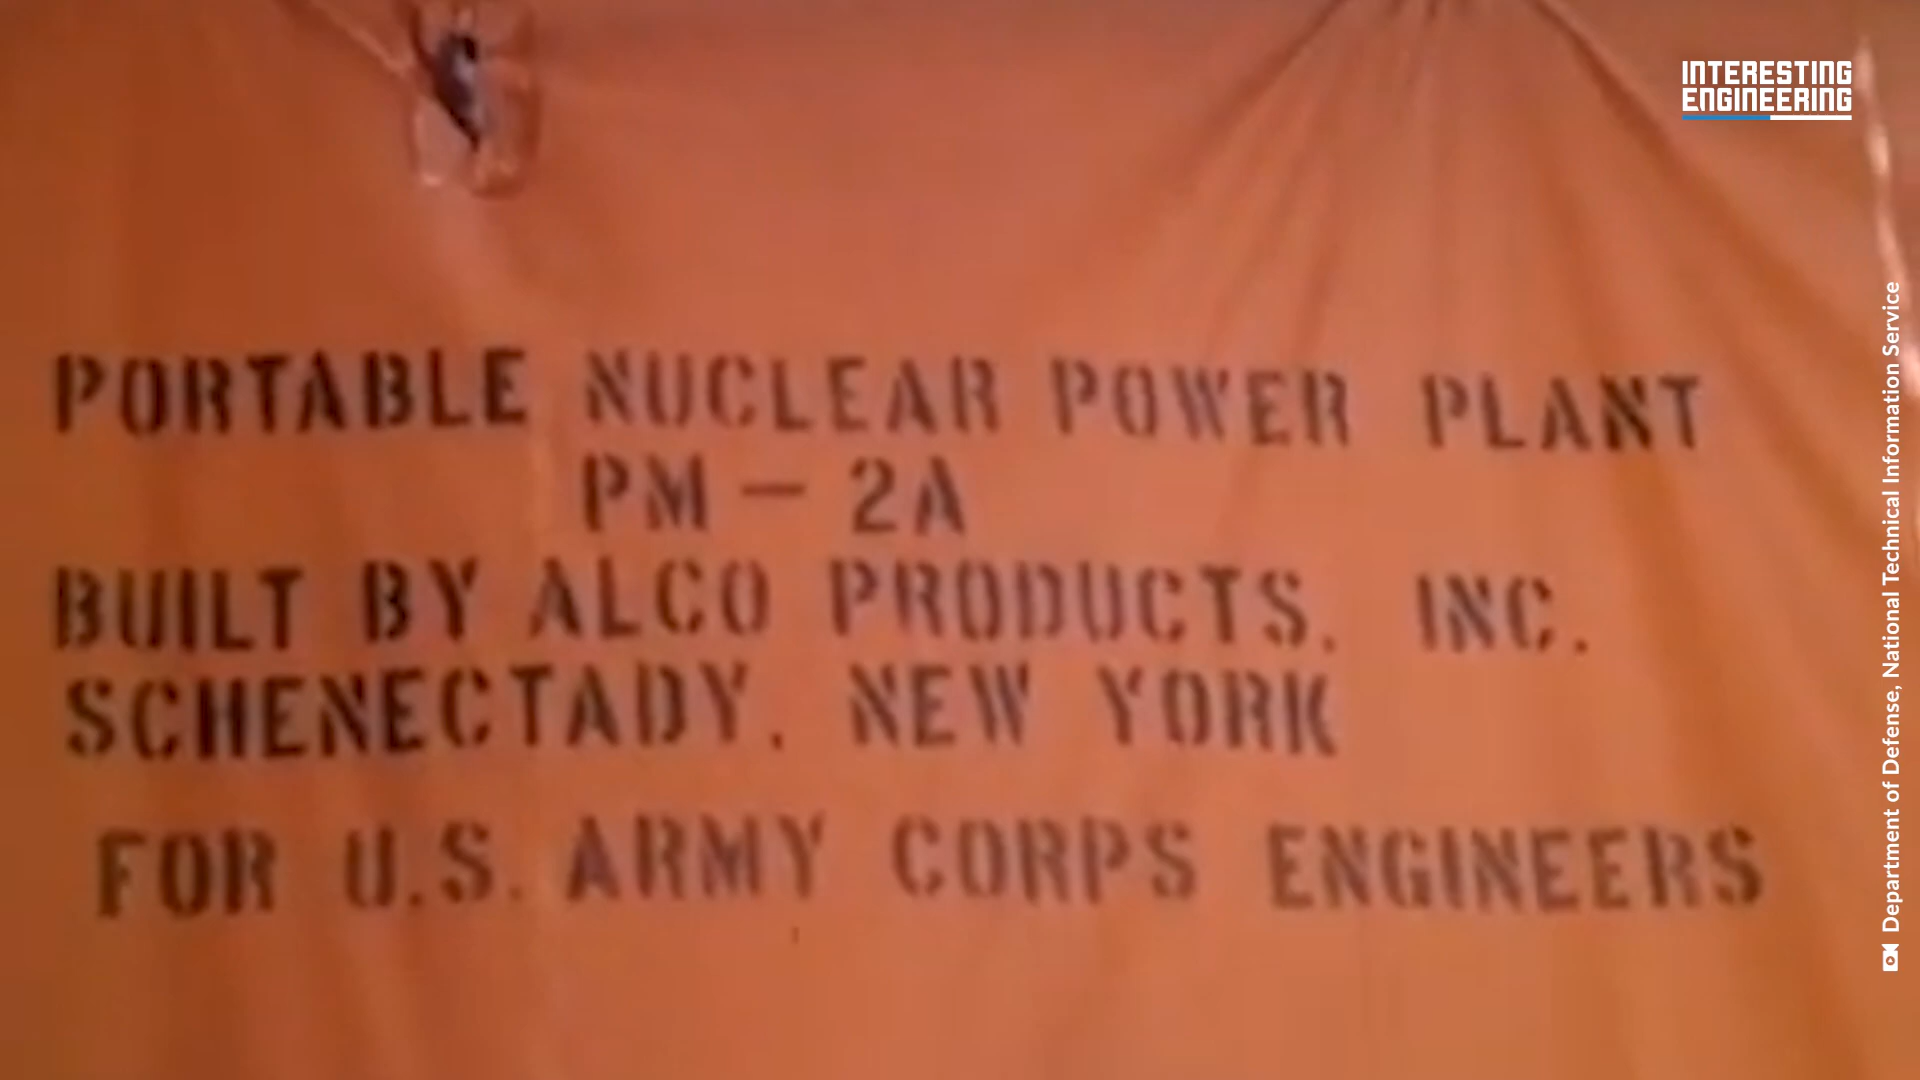 INTERESTING
ENGINEERING
PORTABLE NUCLEAR POWER PLANT
PM - 2A
BUILT BY ALCO PRODUCTS, INC.
SCHENECTADY, NEW YORK
FOR U.S. ARMY CORPS ENGINEERS
Department of Defense, National Technical Information Service